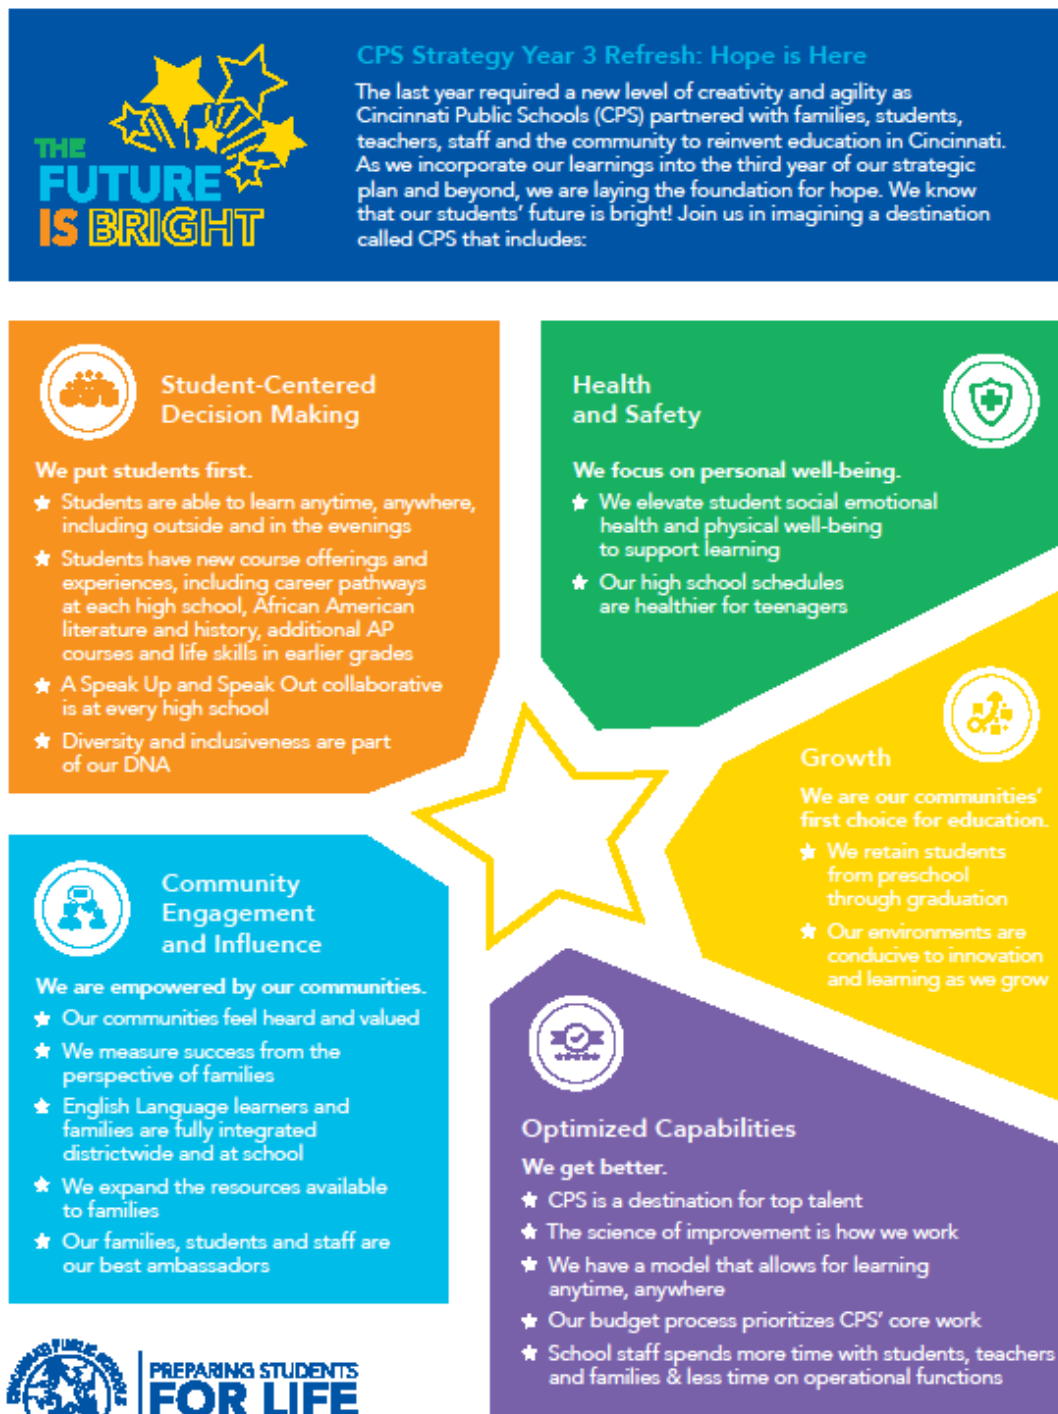 THE
FUTURE
IS BRIGHT
CPS Strategy Year 3 Refresh: Hope is Here
The last year required a new level of creativity and agility as
Cincinnati Public Schools (CPS) partnered with families, students,
teachers, staff and the community to reinvent education in Cincinnati.
As we incorporate our learnings into the third year of our strategic
plan and beyond, we are laying the foundation for hope. We know
that our students' future is bright! Join us in imagining a destination
called CPS that includes:
Student-Centered
Decision Making
We put students first.
Students are able to learn anytime, anywhere,
including outside and in the evenings
Students have new course offerings and
experiences, including career pathways
at each high school, African American
literature and history, additional AP
courses and life skills in earlier grades
A Speak Up and Speak Out collaborative
is at every high school
Diversity and inclusiveness are part
of our DNA
Health
and Safety
We focus on personal well-being.
We elevate student social emotional
health and physical well-being
to support learning
Our high school schedules
are healthier for teenagers
Growth
We are our communities'
first choice for education.
We retain students
from preschool
through graduation
Our environments are
conducive to innovation
and learning as we grow
Community
Engagement
and Influence
We are empowered by our communities.
Our communities feel heard and valued
We measure success from the
perspective of families
English Language learners and
families are fully integrated
districtwide and at school
We expand the resources available
to families
Our families, students and staff are
our best ambassadors
Optimized Capabilities
We get better.
CPS is a destination for top talent
The science of improvement is how we work
We have a model that allows for learning
anytime, anywhere
Our budget process prioritizes CPS' core work
School staff spends more time with students, teachers
and families & less time on operational functions
PREPARING STUDENTS
FOR LIFE